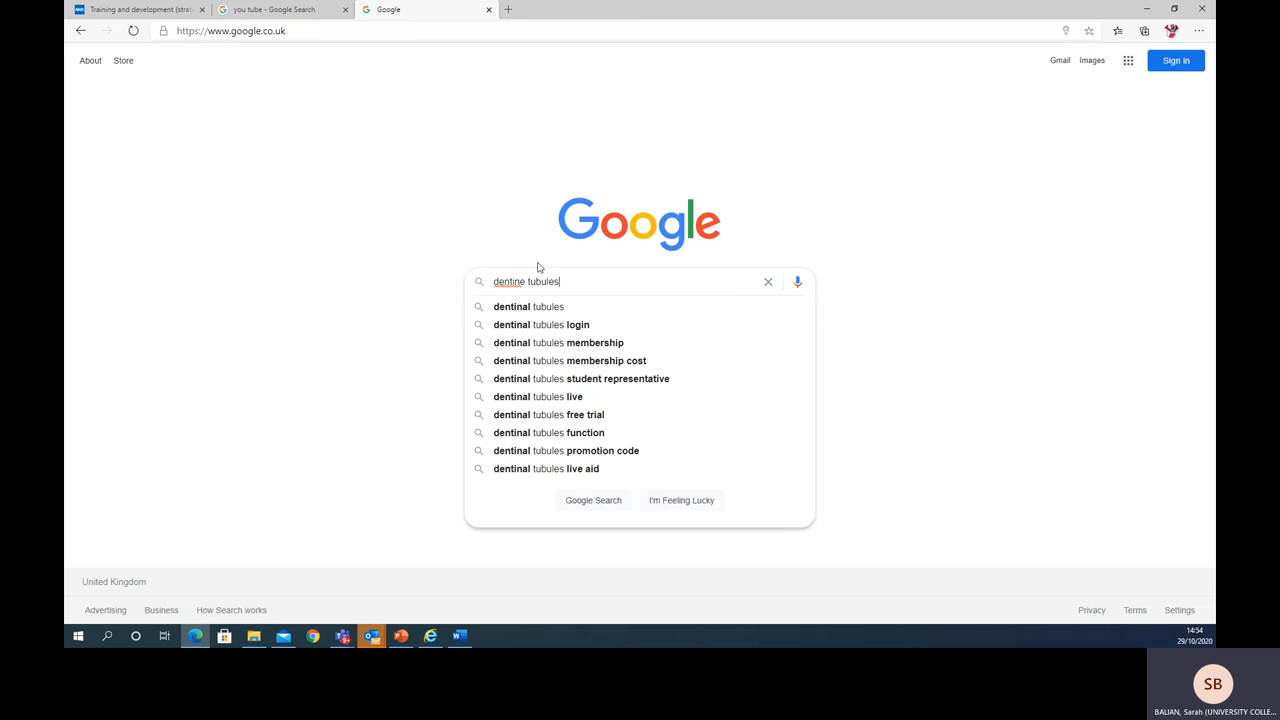 Training and development (strat
you tube - Google Search
Google
https://www.google.co.uk
About Store
Gmail Images Sign in
Google
dentine tubules
dentinal tubules
dentinal tubules login
dentinal tubules membership
dentinal tubules membership cost
dentinal tubules student representative
dentinal tubules live
dentinal tubules free trial
dentinal tubules function
dentinal tubules promotion code
dentinal tubules live aid
Google Search I'm Feeling Lucky
United Kingdom
Advertising Business How Search works
Privacy Terms Settings
14:54
29/10/2020
SB
BALIAN, Sarah (UNIVERSITY COLLE...